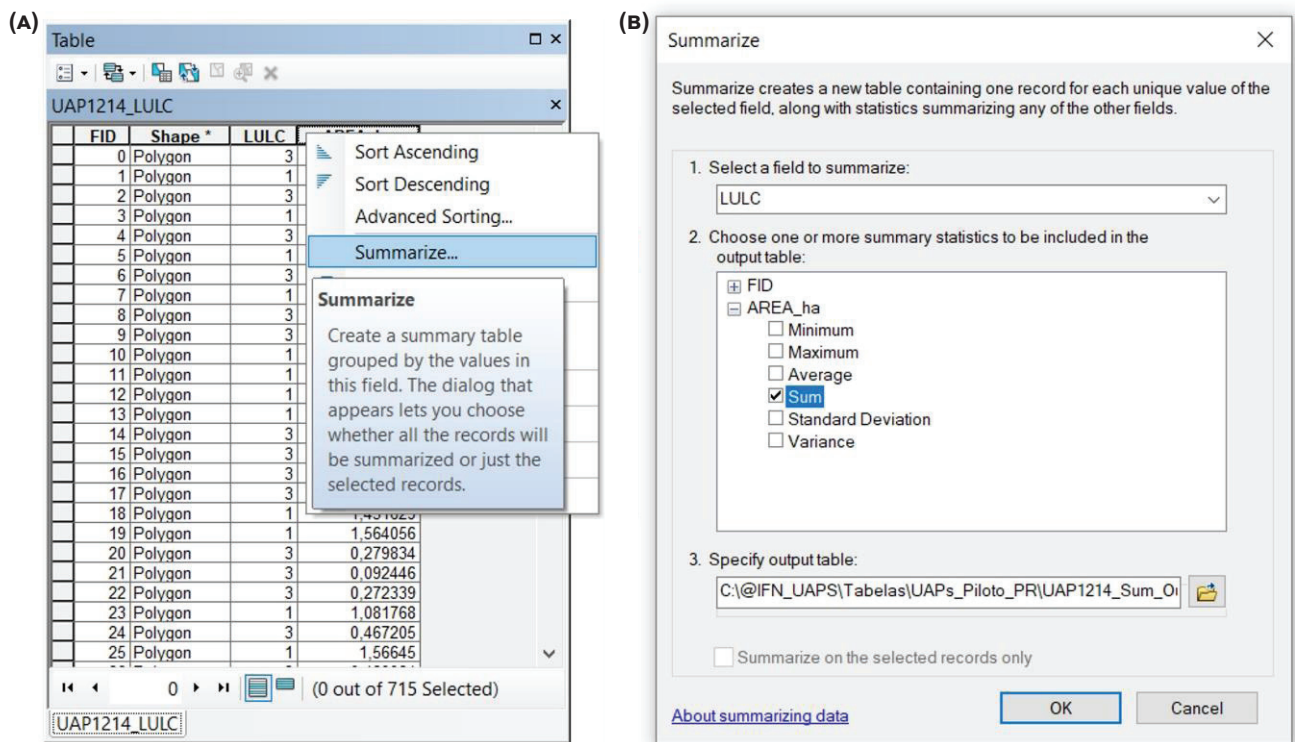 (A)
Table
UAP1214_LULC
FID Shape * LULC
0 Polygon 3
1 Polygon 1
2 Polygon 3
3 Polygon 1
4 Polygon 3
5 Polygon 1
6 Polygon 3
7 Polygon 1
8 Polygon 3
9 Polygon 3
10 Polygon 1
11 Polygon 1
12 Polygon 1
13 Polygon 1
14 Polygon 3
15 Polygon 3
16 Polygon 3
17 Polygon 3
18 Polygon 1
19 Polygon 1 1,564056
20 Polygon 3 0,279834
21 Polygon 3 0,092446
22 Polygon 3 0,272339
23 Polygon 1 1,081768
24 Polygon 3 0,467205
25 Polygon 1 1,56645
Sort Ascending
Sort Descending
Advanced Sorting...
Summarize...
Summarize
Create a summary table
grouped by the values in
this field. The dialog that
appears lets you choose
whether all the records will
be summarized or just the
selected records.
0 (0 out of 715 Selected)
UAP1214_LULC
(B)
Summarize
Summarize creates a new table containing one record for each unique value of the
selected field, along with statistics summarizing any of the other fields.
1. Select a field to summarize:
LULC
2. Choose one or more summary statistics to be included in the
output table:
FID
AREA_ha
Minimum
Maximum
Average
Sum
Standard Deviation
Variance
3. Specify output table:
C:\@IFN_UAPS\Tabelas\UAPs_Piloto_PR\UAP1214_Sum_O
Summarize on the selected records only
About summarizing data
OK Cancel